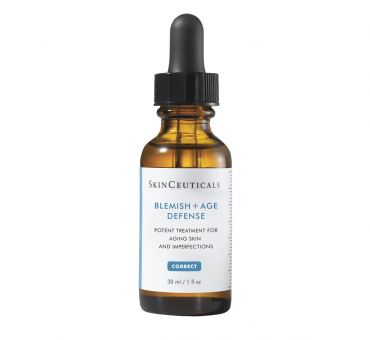 SKINCEUTICALS
BLEMISH + AGE
DEFENSE
POTENT TREATMENT FOR
AGING SKIN
AND IMPERFECTIONS
CORRECT
30 ml / 1 fl oz